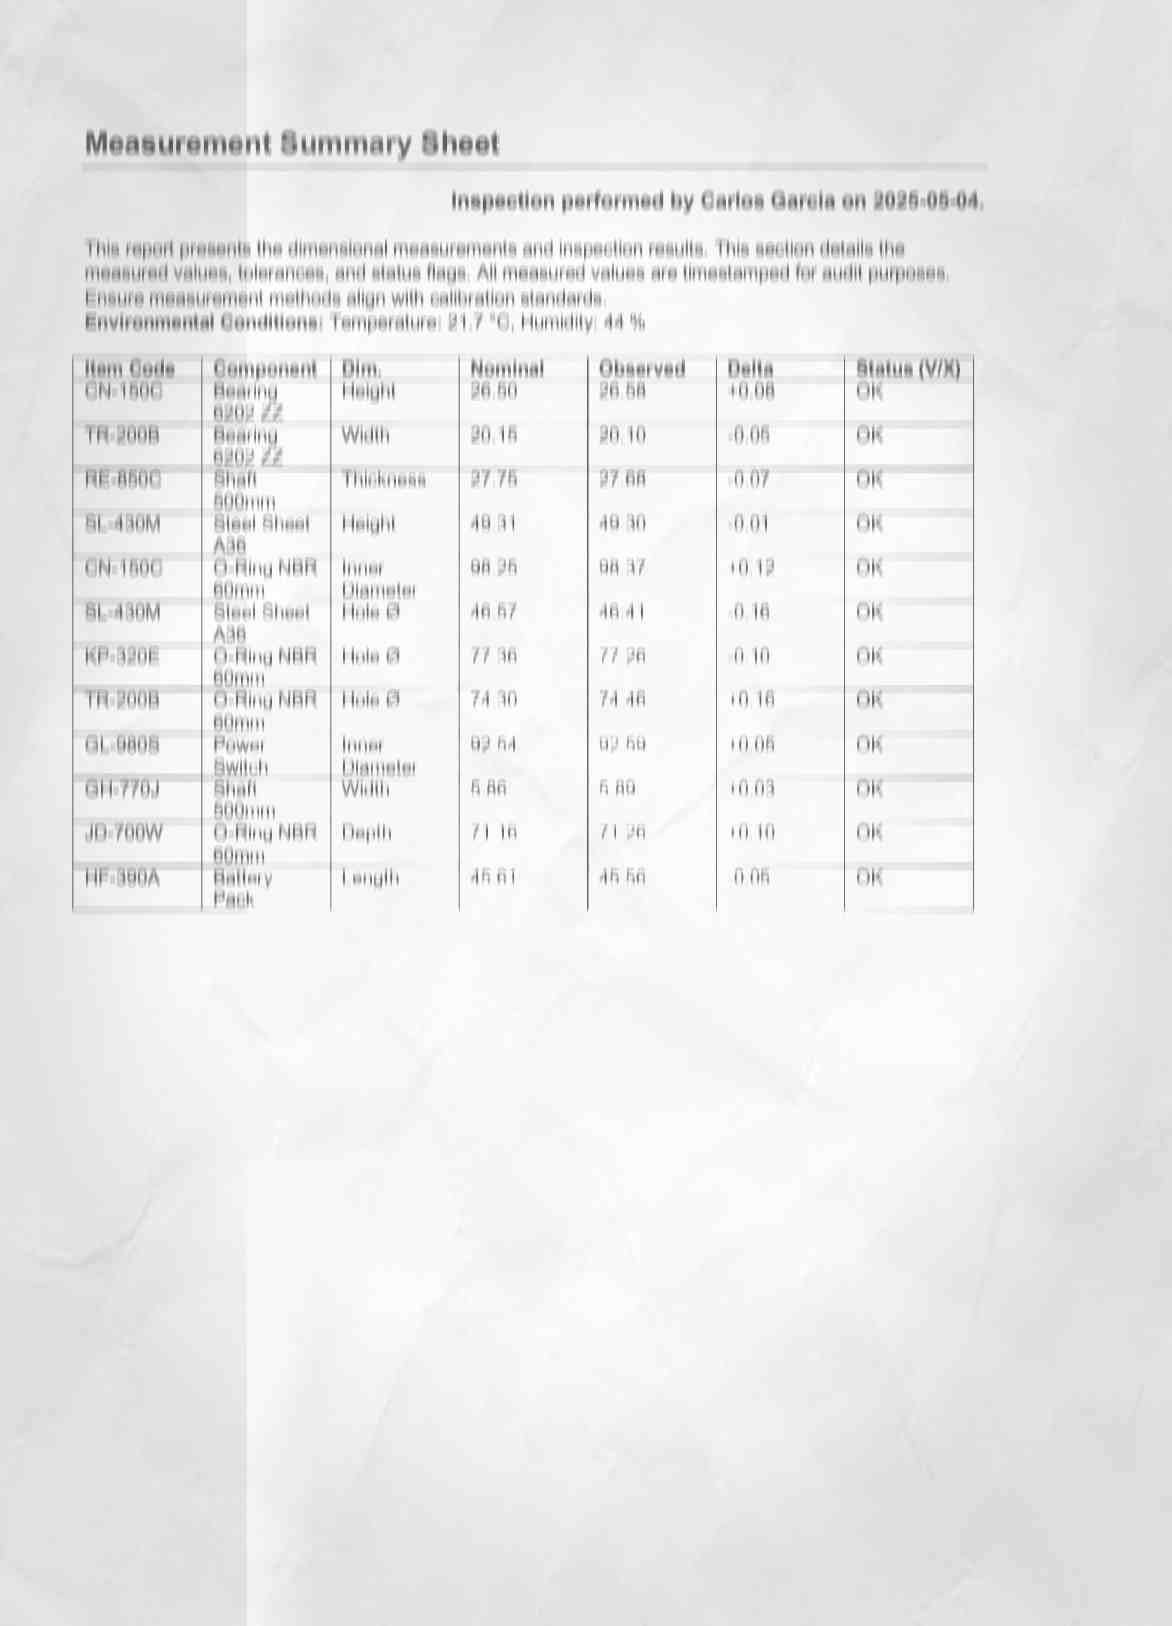 Measurement Summary Sheet
Inspection performed by Carlos Garcia on 2025-05-04.
This report presents the dimensional measurements and inspection results. This section details the
measured values, tolerances, and status flags. All measured values are timestamped for audit purposes.
Ensure measurement methods align with calibration standards.
Environmental Conditions: Temperature: 21.7 °C, Humidity: 44 %
Item Code Component Dim. Nominal Observed Delta Status (V/X)
CN-150C Bearing Height 26.50 26.58 +0.08 OK
6202 ZZ
TR-200B Bearing Width 20.15 20.10 -0.05 OK
6202 ZZ
RE-850C Shaft Thickness 27.75 27.68 -0.07 OK
500mm
SL-430M Steel Sheet Height 49.31 49.30 -0.01 OK
A36
CN-150C O-Ring NBR Inner 98.25 98.37 +0.12 OK
60mm Diameter
SL-430M Steel Sheet Hole Ø 46.57 46.41 -0.16 OK
A36
KP-320E O-Ring NBR Hole Ø 77.36 77.26 -0.10 OK
60mm
TR-200B O-Ring NBR Hole Ø 74.30 74.46 +0.16 OK
60mm
GL-980S Power Inner 92.54 92.59 +0.05 OK
Switch Diameter
GH-770J Shaft Width 5.86 5.89 +0.03 OK
500mm
JD-700W O-Ring NBR Depth 71.16 71.26 +0.10 OK
60mm
HF-390A Battery Length 45.61 45.56 -0.05 OK
Pack